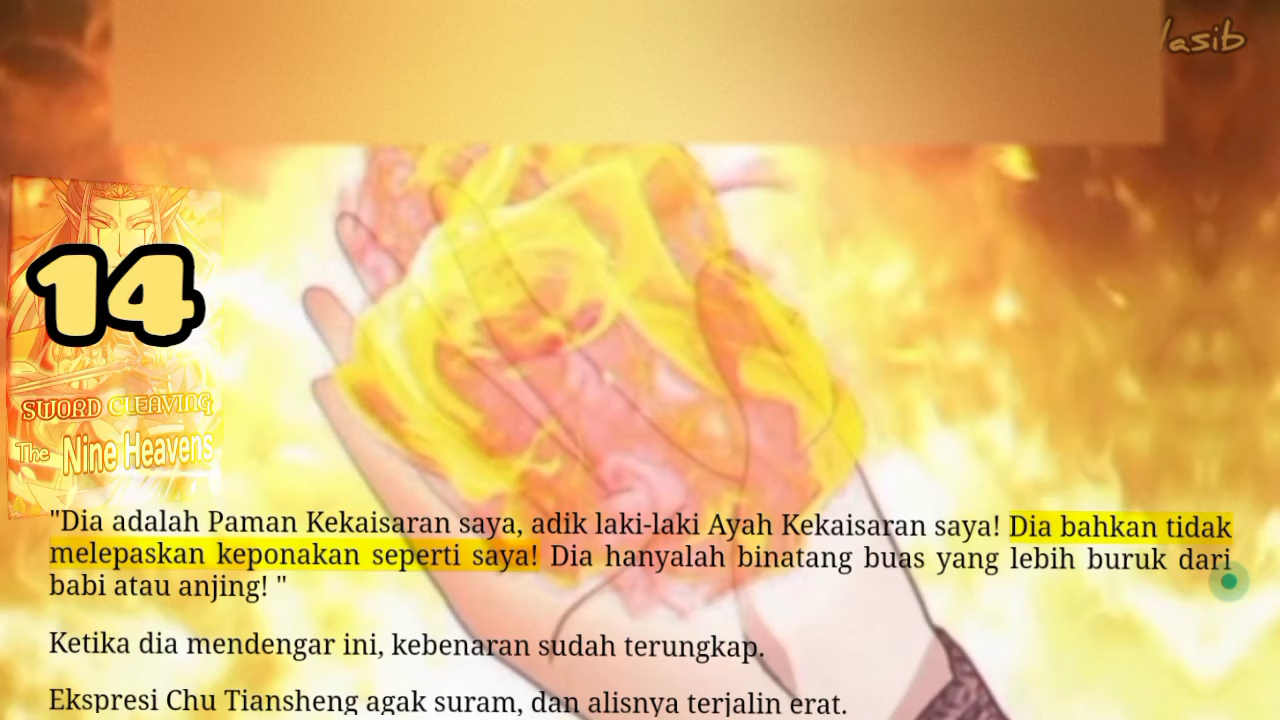 asib
14
SWORD CLEAVING
The Nine Heavens
"Dia adalah Paman Kekaisaran saya, adik laki-laki Ayah Kekaisaran saya! Dia bahkan tidak
melepaskan keponakan seperti saya! Dia hanyalah binatang buas yang lebih buruk dari
babi atau anjing! "
Ketika dia mendengar ini, kebenaran sudah terungkap.
Ekspresi Chu Tiansheng agak suram, dan alisnya terjalin erat.